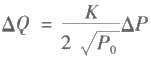 ΔQ = K / (2 √P₀) ΔP